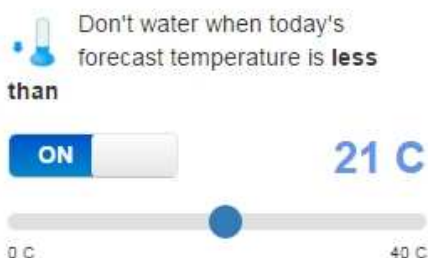 Don't water when today's
forecast temperature is less
than
ON
21 C
0 C
40 C